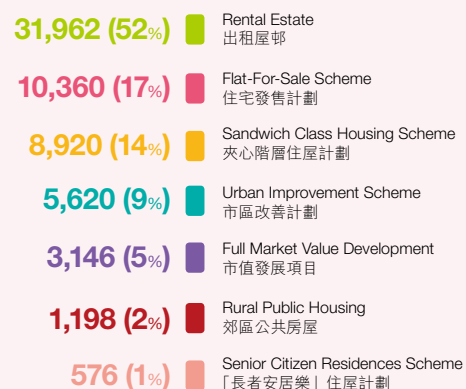 31,962 (52%)
Rental Estate
出租屋邨
10,360 (17%)
Flat-For-Sale Scheme
住宅發售計劃
8,920 (14%)
Sandwich Class Housing Scheme
夾心階層住屋計劃
5,620 (9%)
Urban Improvement Scheme
市區改善計劃
3,146 (5%)
Full Market Value Development
市值發展項目
1,198 (2%)
Rural Public Housing
郊區公共房屋
576 (1%)
Senior Citizen Residences Scheme
「長者安居樂」住屋計劃